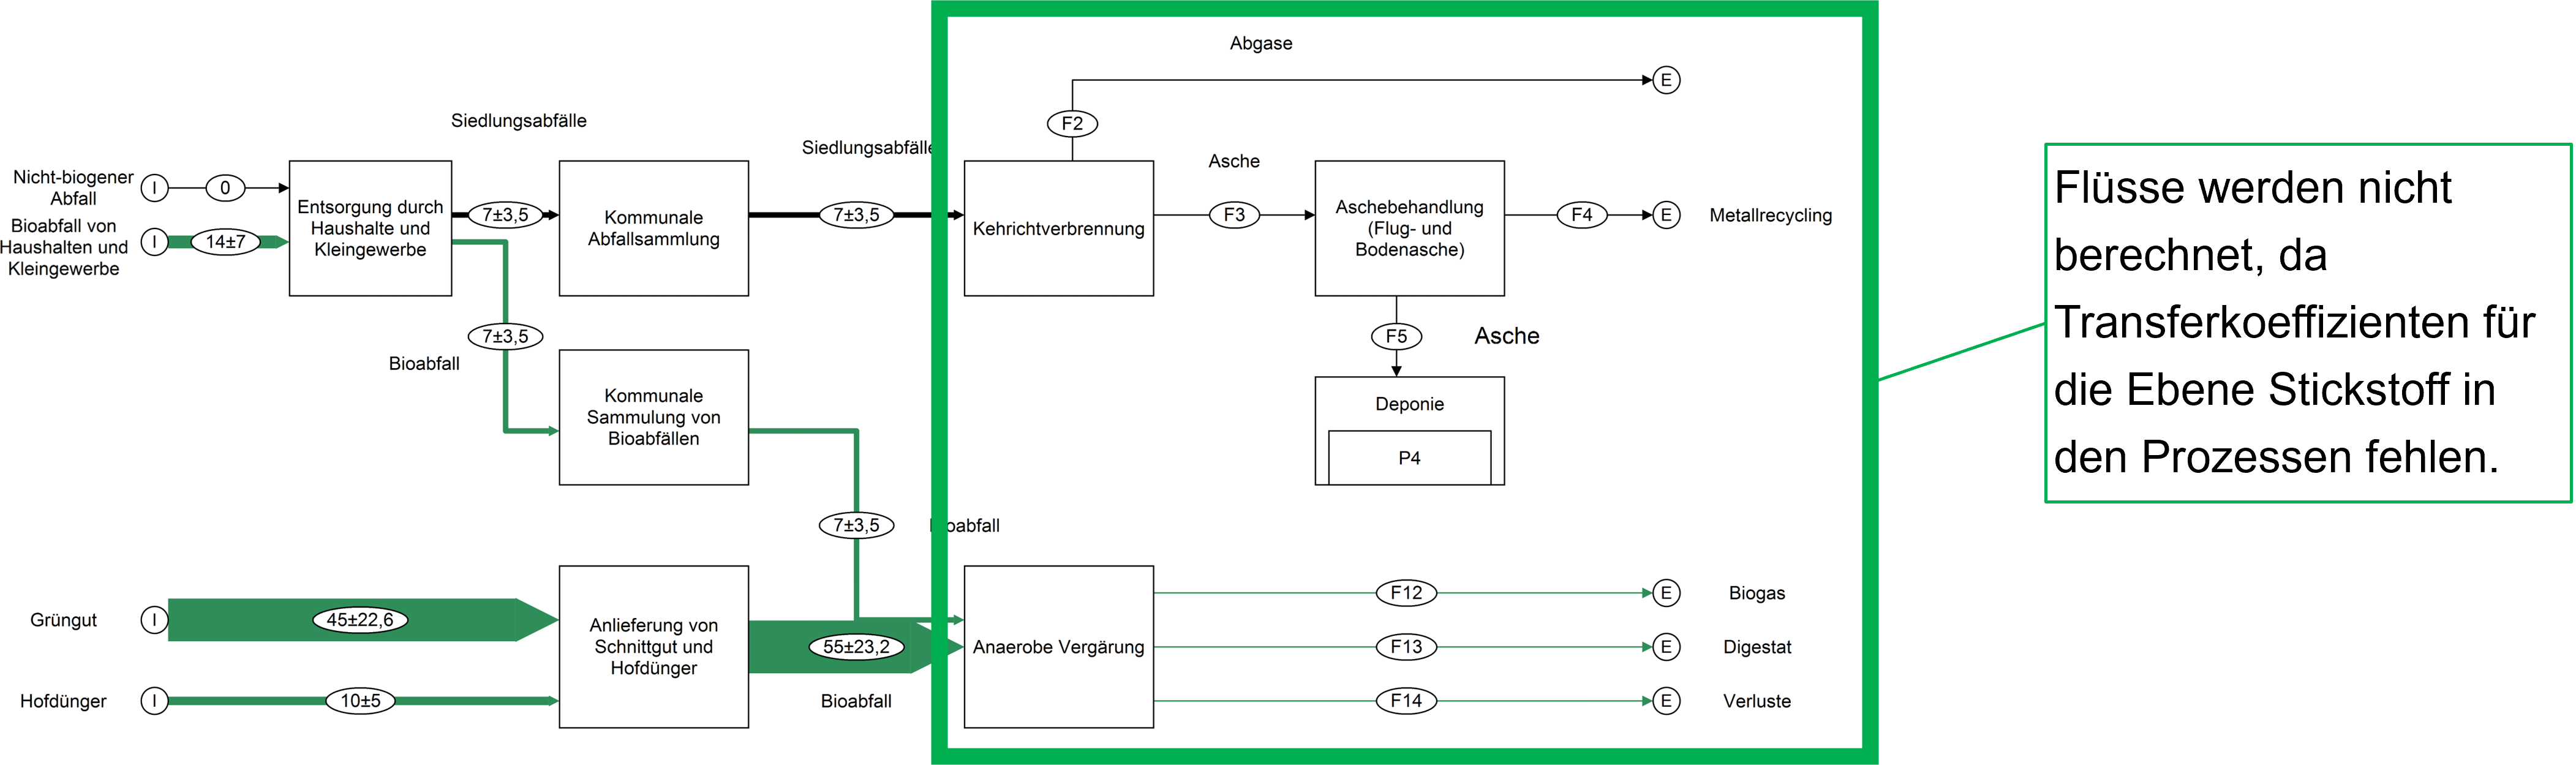 Abgase
E
F2
Siedlungsabfälle
Siedlungsabfälle
Asche
Nicht-biogener
Abfall
I
0
Bioabfall von
Haushalten und
Kleingewerbe
I
14±7
Entsorgung durch
Haushalte und
Kleingewerbe
7±3,5
Kommunale
Abfallsammlung
7±3,5
Kehrichtverbrennung
F3
Aschebehandlung
(Flug- und
Bodenasche)
F4
E
Metallrecycling
7±3,5
Bioabfall
F5
Asche
Kommunale
Sammulung von
Bioabfällen
Deponie
P4
7±3,5
Bioabfall
Grüngut
I
45±22,6
Hofdünger
I
10±5
Anlieferung von
Schnittgut und
Hofdünger
55±23,2
Bioabfall
Anaerobe Vergärung
F12
E
Biogas
F13
E
Digestat
F14
E
Verluste
Flüsse werden nicht
berechnet, da
Transferkoeffizienten für
die Ebene Stickstoff in
den Prozessen fehlen.